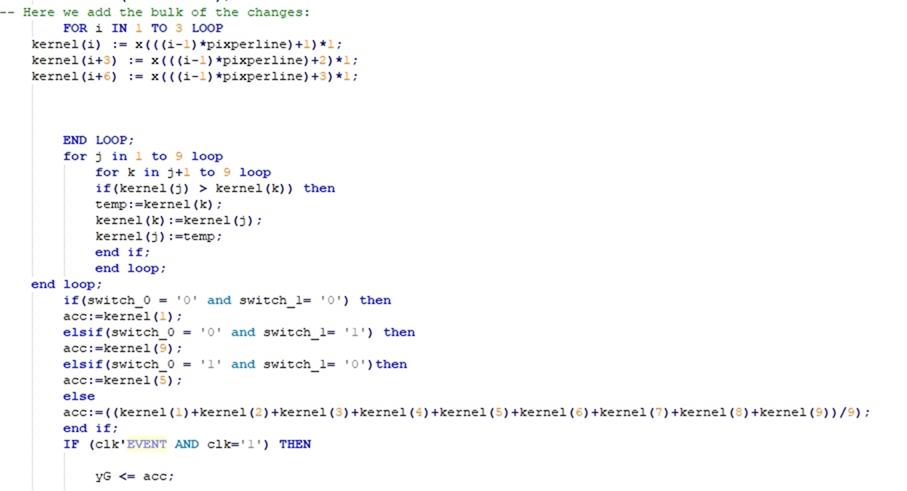 -- Here we add the bulk of the changes:
FOR i IN 1 TO 3 LOOP
kernel(i) := x(((i-1)*pixperline)+1)*1;
kernel(i+3) := x(((i-1)*pixperline)+2)*1;
kernel(i+6) := x(((i-1)*pixperline)+3)*1;
END LOOP;
for j in 1 to 9 loop
for k in j+1 to 9 loop
if(kernel(j) > kernel(k)) then
temp:=kernel(k);
kernel(k):=kernel(j);
kernel(j):=temp;
end if;
end loop;
end loop;
if(switch_0 = '0' and switch_1= '0') then
acc:=kernel(1);
elsif(switch_0 = '0' and switch_1= '1') then
acc:=kernel(9);
elsif(switch_0 = '1' and switch_1= '0')then
acc:=kernel(5);
else
acc:=((kernel(1)+kernel(2)+kernel(3)+kernel(4)+kernel(5)+kernel(6)+kernel(7)+kernel(8)+kernel(9))/9);
end if;
IF (clk'EVENT AND clk='1') THEN
yG <= acc;